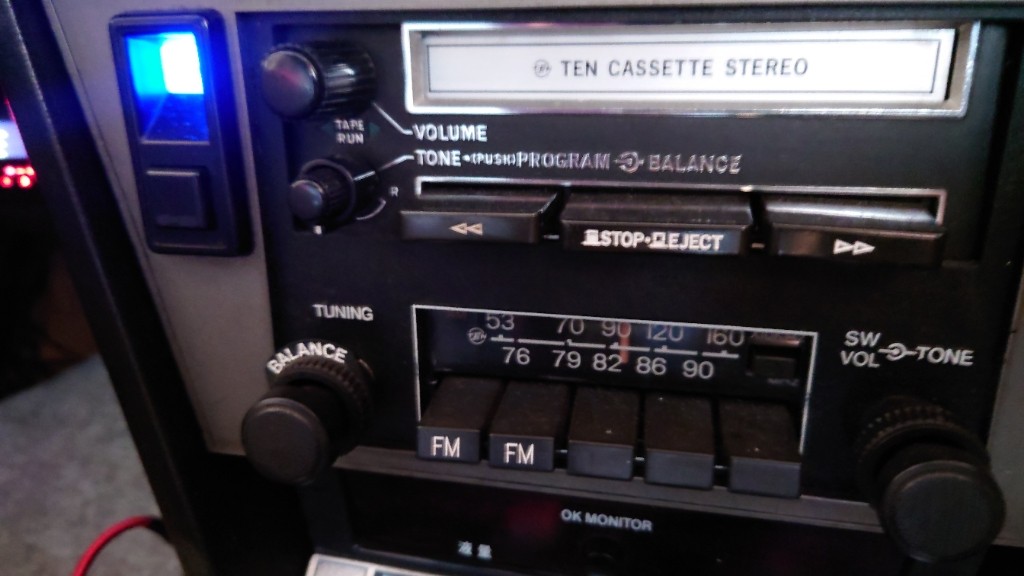 TEN CASSETTE STEREO
TAPE
RUN
VOLUME
TONE•(PUSH)PROGRAM BALANCE
R
STOP•EJECT
TUNING
BALANCE
53 70 90 120 160
76 79 82 86 90
SW
VOL TONE
FM FM
OK MONITOR